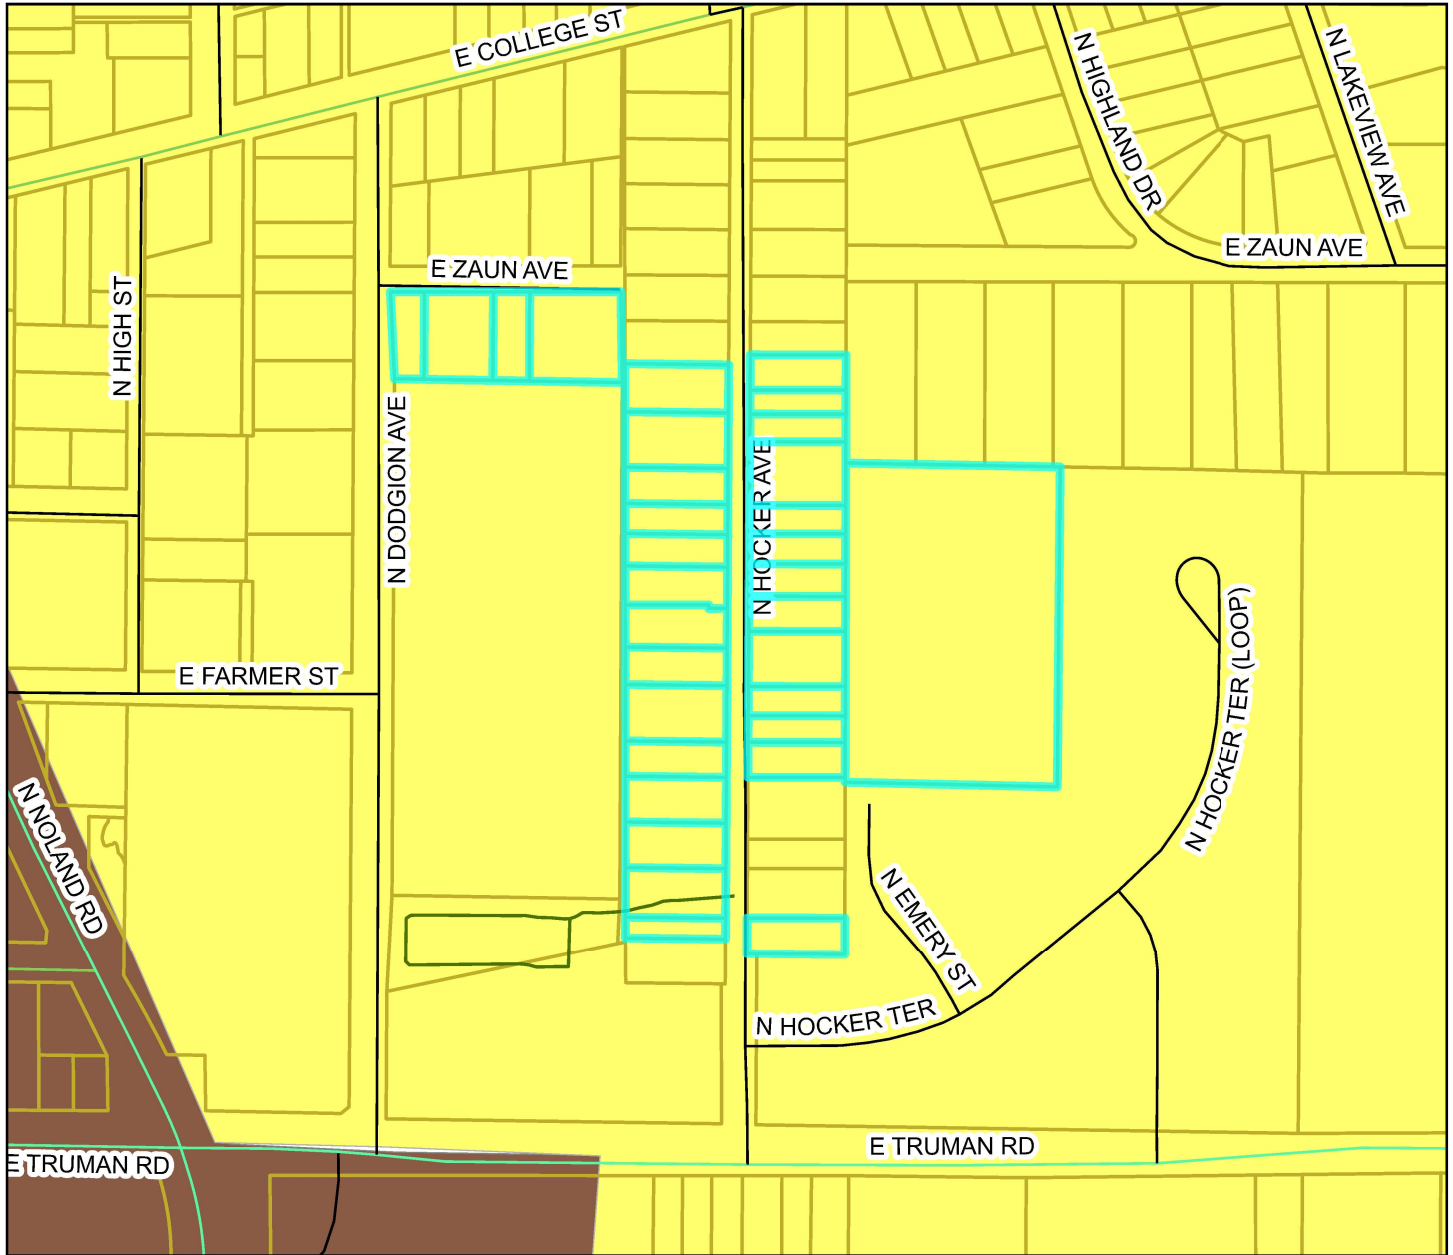 E COLLEGE ST
N HIGHLAND DR
N LAKEVIEW AVE
E ZAUN AVE
E ZAUN AVE
N HIGH ST
N DODGION AVE
N HOCKER AVE
N HOCKER TER (LOOP)
E FARMER ST
N NOLAND RD
N EMERY ST
N HOCKER TER
E TRUMAN RD
E TRUMAN RD